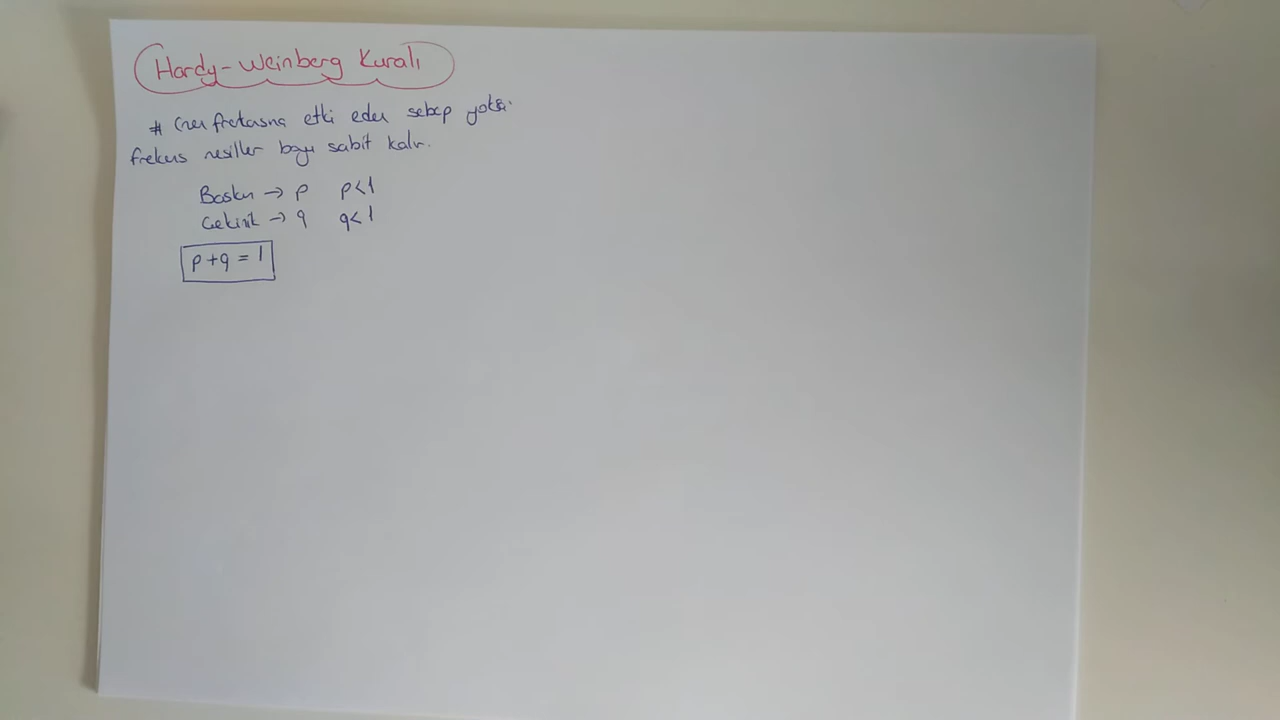 Hardy-Weinberg Kuralı
* Gen frekansına etki eden sebep yoksa
frekans nesiller boyu sabit kalır.
Baskın → p p<1
Çekinik → q q<1
p+q = 1